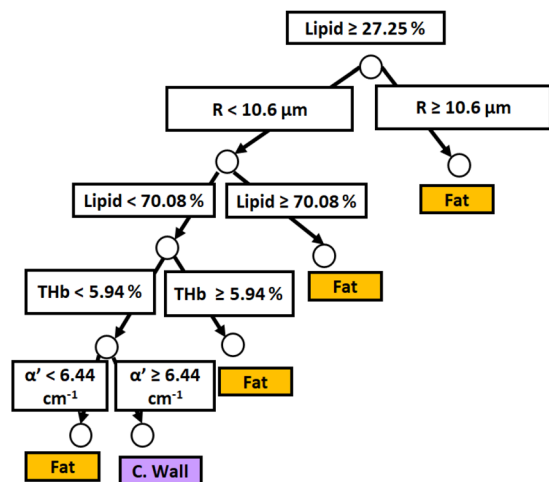 Lipid ≥ 27.25 %
R < 10.6 μm
R ≥ 10.6 μm
Lipid < 70.08 %
Lipid ≥ 70.08 %
Fat
THb < 5.94 %
THb ≥ 5.94 %
Fat
α’ < 6.44
cm⁻¹
α’ ≥ 6.44
cm⁻¹
Fat
Fat
C. Wall